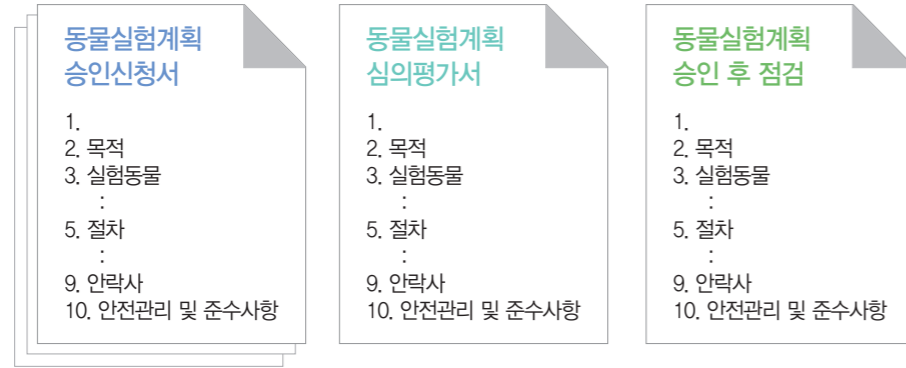 동물실험계획
승인신청서
1.
2. 목적
3. 실험동물
:
5. 절차
:
9. 안락사
10. 안전관리 및 준수사항
동물실험계획
심의평가서
1.
2. 목적
3. 실험동물
:
5. 절차
:
9. 안락사
10. 안전관리 및 준수사항
동물실험계획
승인 후 점검
1.
2. 목적
3. 실험동물
:
5. 절차
:
9. 안락사
10. 안전관리 및 준수사항